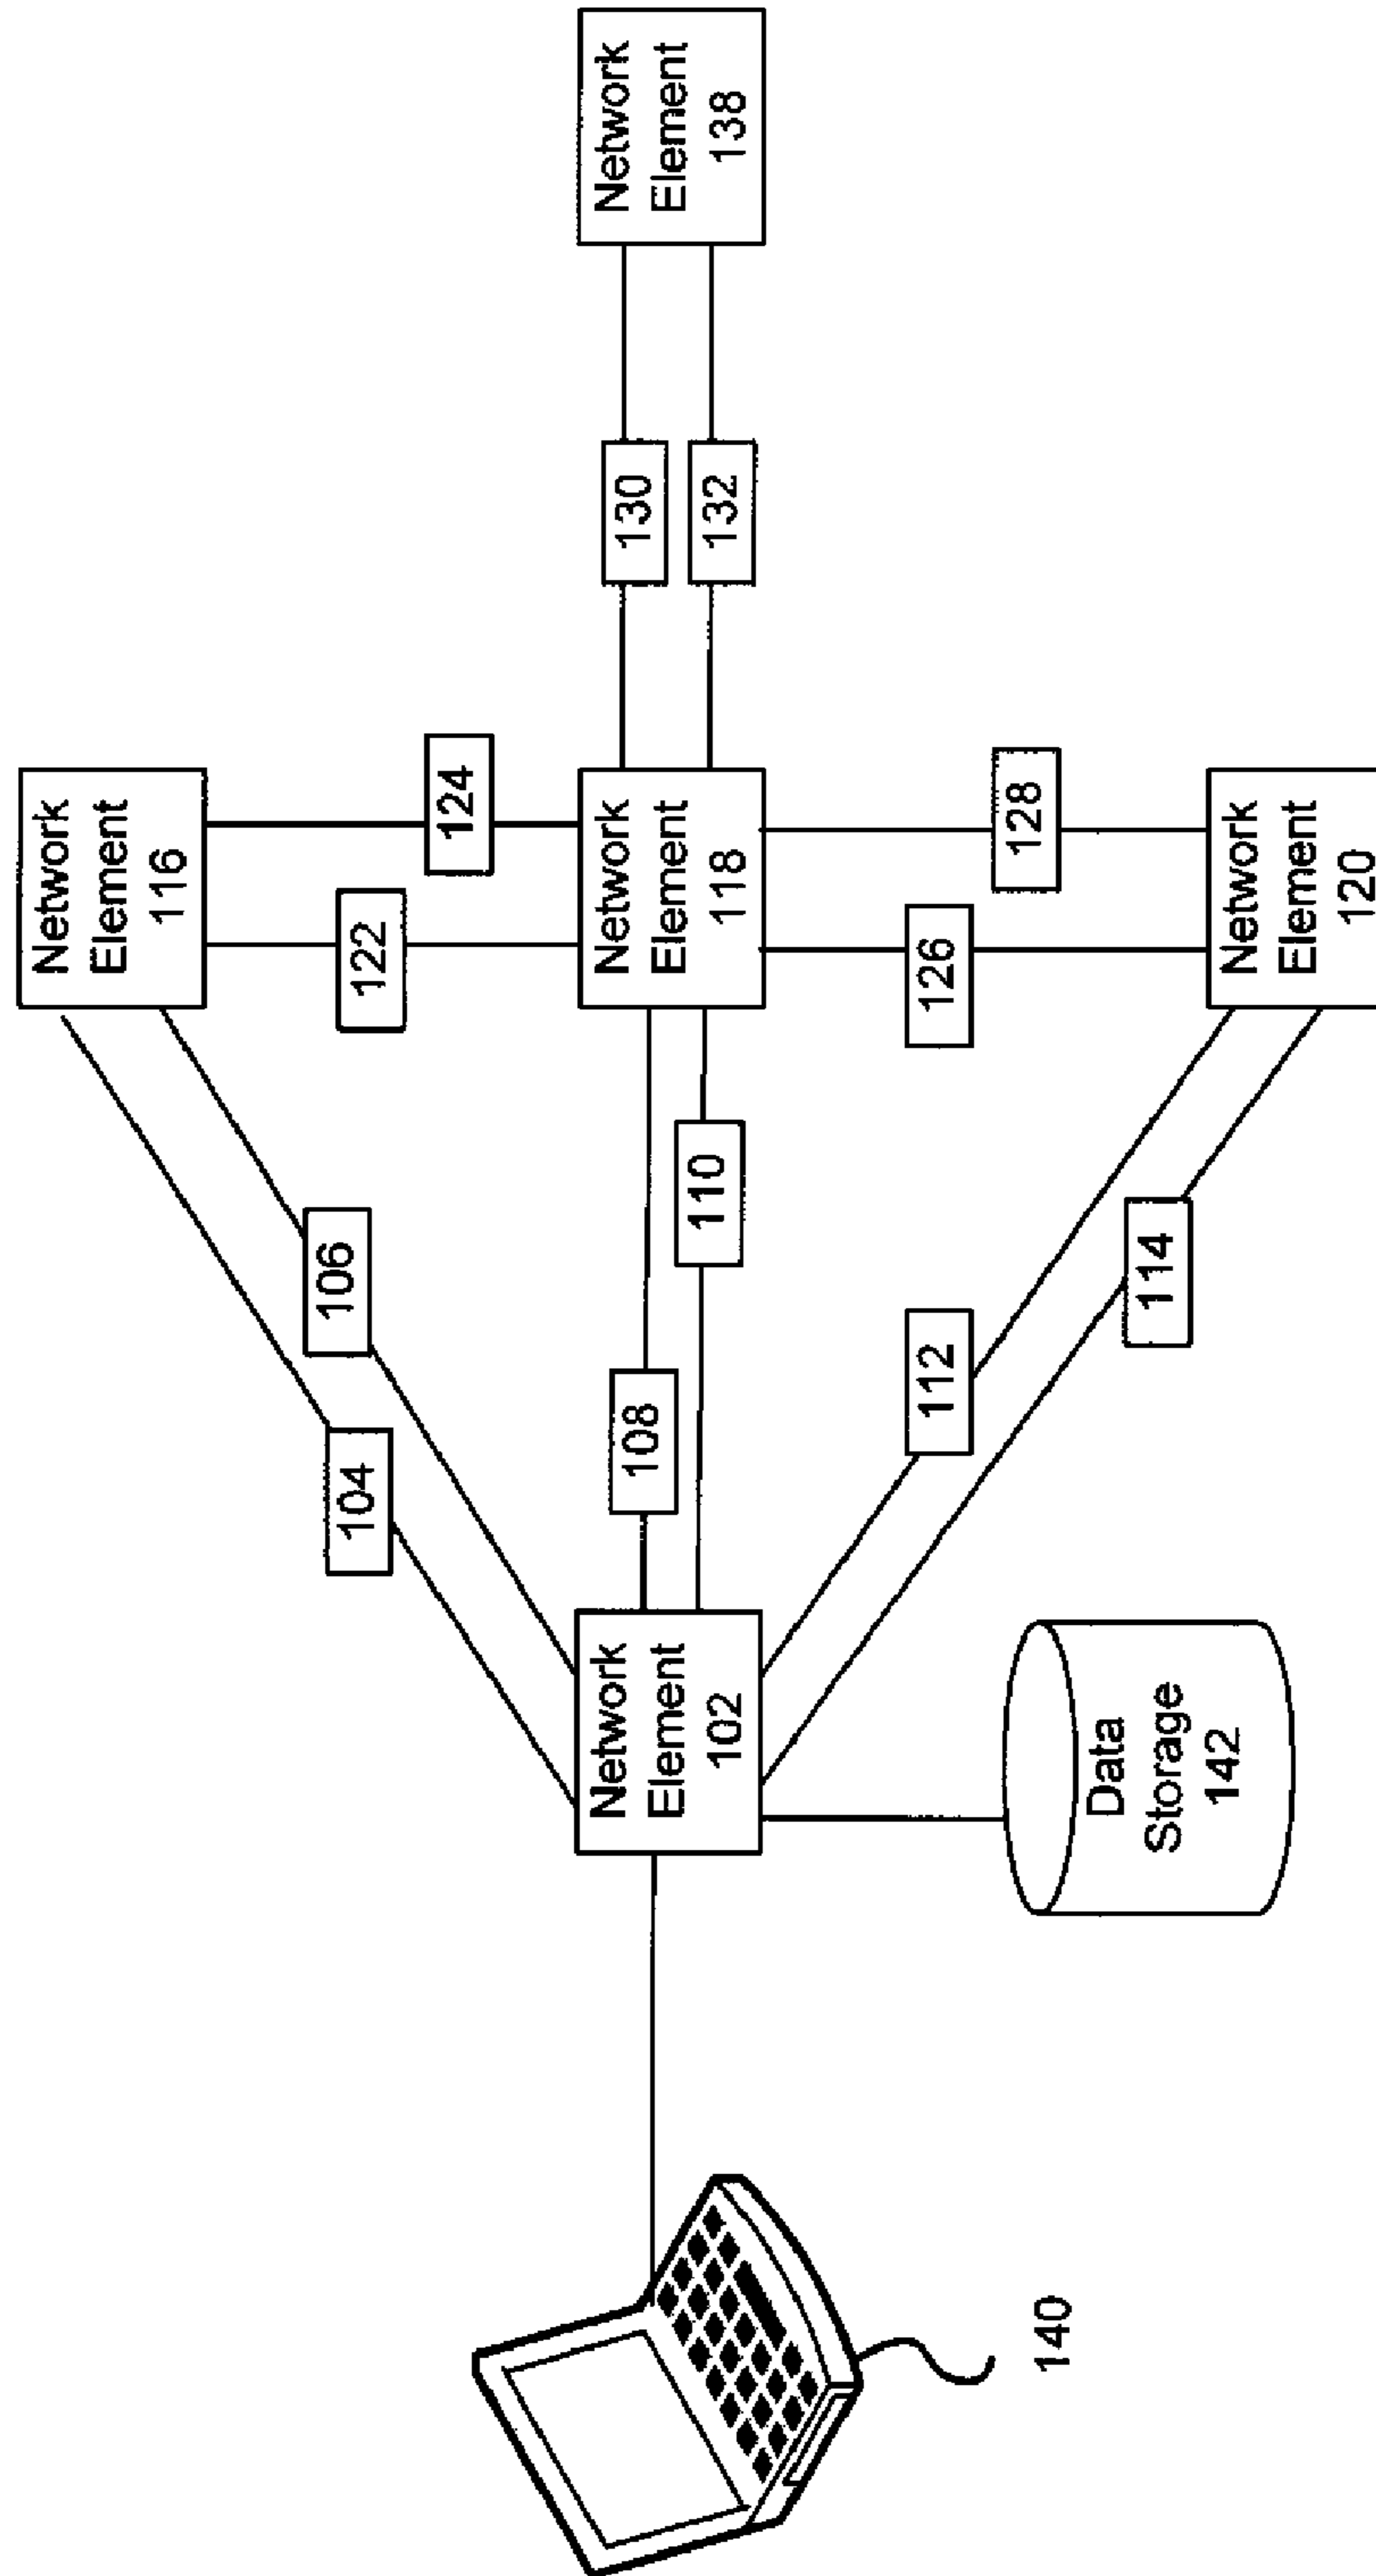 Network
Element
116
104
106
122
124
Network
Element
102
108
110
Network
Element
118
130
132
Network
Element
138
112
114
126
128
Network
Element
120
Data
Storage
142
140